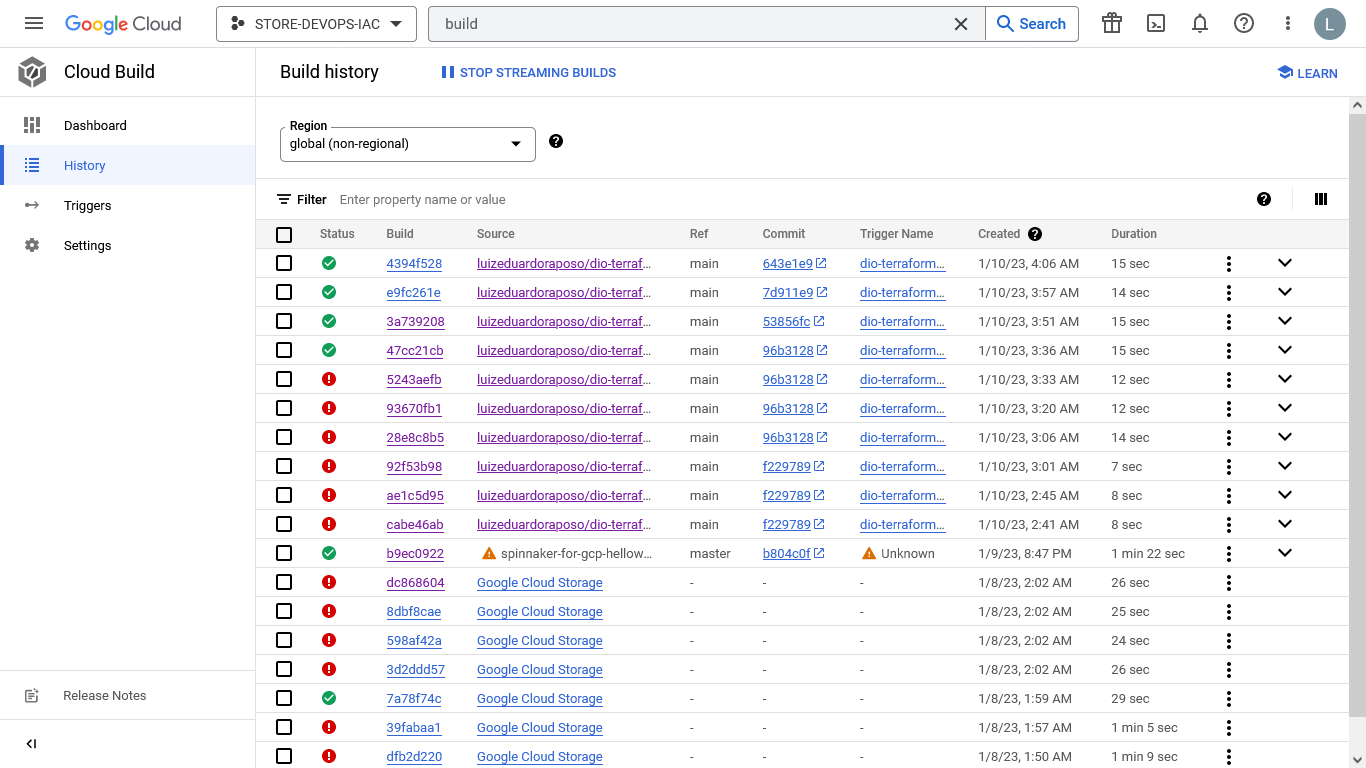 Google Cloud
STORE-DEVOPS-IAC
build
Search
L
Cloud Build
Build history
STOP STREAMING BUILDS
LEARN
Dashboard
History
Triggers
Settings
Release Notes
Region
global (non-regional)
Filter Enter property name or value
Status Build Source Ref Commit Trigger Name Created Duration
4394f528 luizeduardoraposo/dio-terraf… main 643e1e9 dio-terraform… 1/10/23, 4:06 AM 15 sec
e9fc261e luizeduardoraposo/dio-terraf… main 7d911e9 dio-terraform… 1/10/23, 3:57 AM 14 sec
3a739208 luizeduardoraposo/dio-terraf… main 53856fc dio-terraform… 1/10/23, 3:51 AM 15 sec
47cc21cb luizeduardoraposo/dio-terraf… main 96b3128 dio-terraform… 1/10/23, 3:36 AM 15 sec
5243aefb luizeduardoraposo/dio-terraf… main 96b3128 dio-terraform… 1/10/23, 3:33 AM 12 sec
93670fb1 luizeduardoraposo/dio-terraf… main 96b3128 dio-terraform… 1/10/23, 3:20 AM 12 sec
28e8c8b5 luizeduardoraposo/dio-terraf… main 96b3128 dio-terraform… 1/10/23, 3:06 AM 14 sec
92f53b98 luizeduardoraposo/dio-terraf… main f229789 dio-terraform… 1/10/23, 3:01 AM 7 sec
ae1c5d95 luizeduardoraposo/dio-terraf… main f229789 dio-terraform… 1/10/23, 2:45 AM 8 sec
cabe46ab luizeduardoraposo/dio-terraf… main f229789 dio-terraform… 1/10/23, 2:41 AM 8 sec
b9ec0922 spinnaker-for-gcp-hellow… master b804c0f Unknown 1/9/23, 8:47 PM 1 min 22 sec
dc868604 Google Cloud Storage - - - 1/8/23, 2:02 AM 26 sec
8dbf8cae Google Cloud Storage - - - 1/8/23, 2:02 AM 25 sec
598af42a Google Cloud Storage - - - 1/8/23, 2:02 AM 24 sec
3d2ddd57 Google Cloud Storage - - - 1/8/23, 2:02 AM 26 sec
7a78f74c Google Cloud Storage - - - 1/8/23, 1:59 AM 29 sec
39fabaa1 Google Cloud Storage - - - 1/8/23, 1:57 AM 1 min 5 sec
dfb2d220 Google Cloud Storage - - - 1/8/23, 1:50 AM 1 min 9 sec